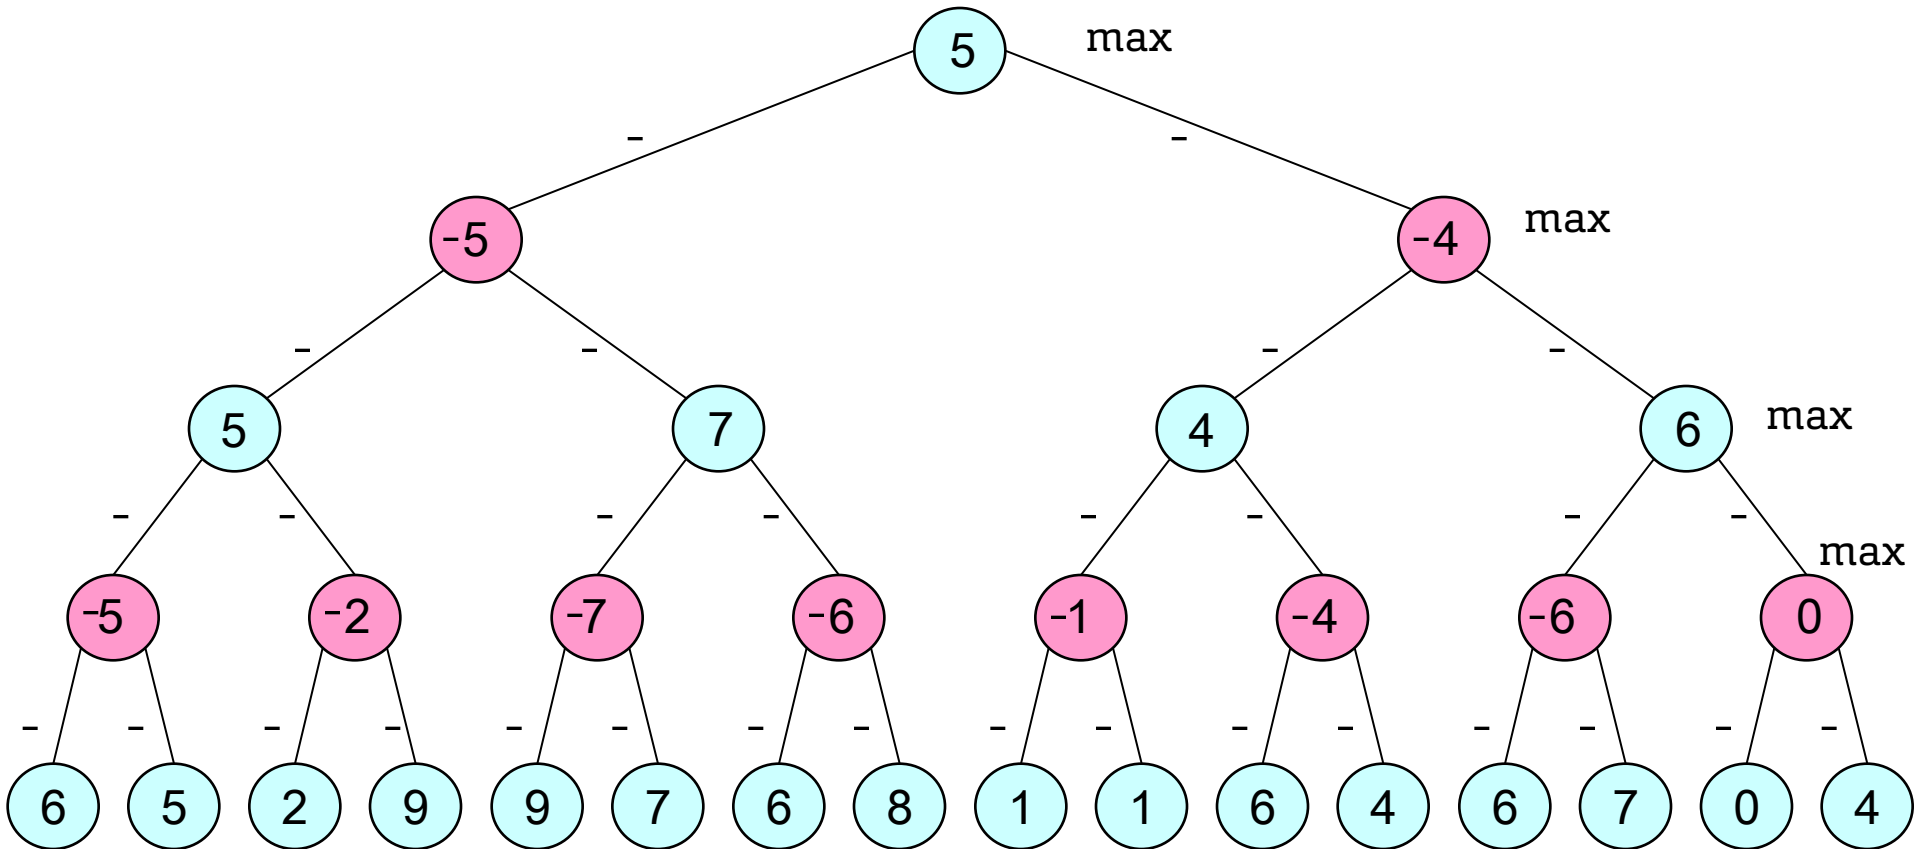 5 max
- -
-5 -4 max
- - - -
5 7 4 6 max
- - - - - - - -
max
-5 -2 -7 -6 -1 -4 -6 0
- - - - - - - - - - - - - - - -
6 5 2 9 9 7 6 8 1 1 6 4 6 7 0 4